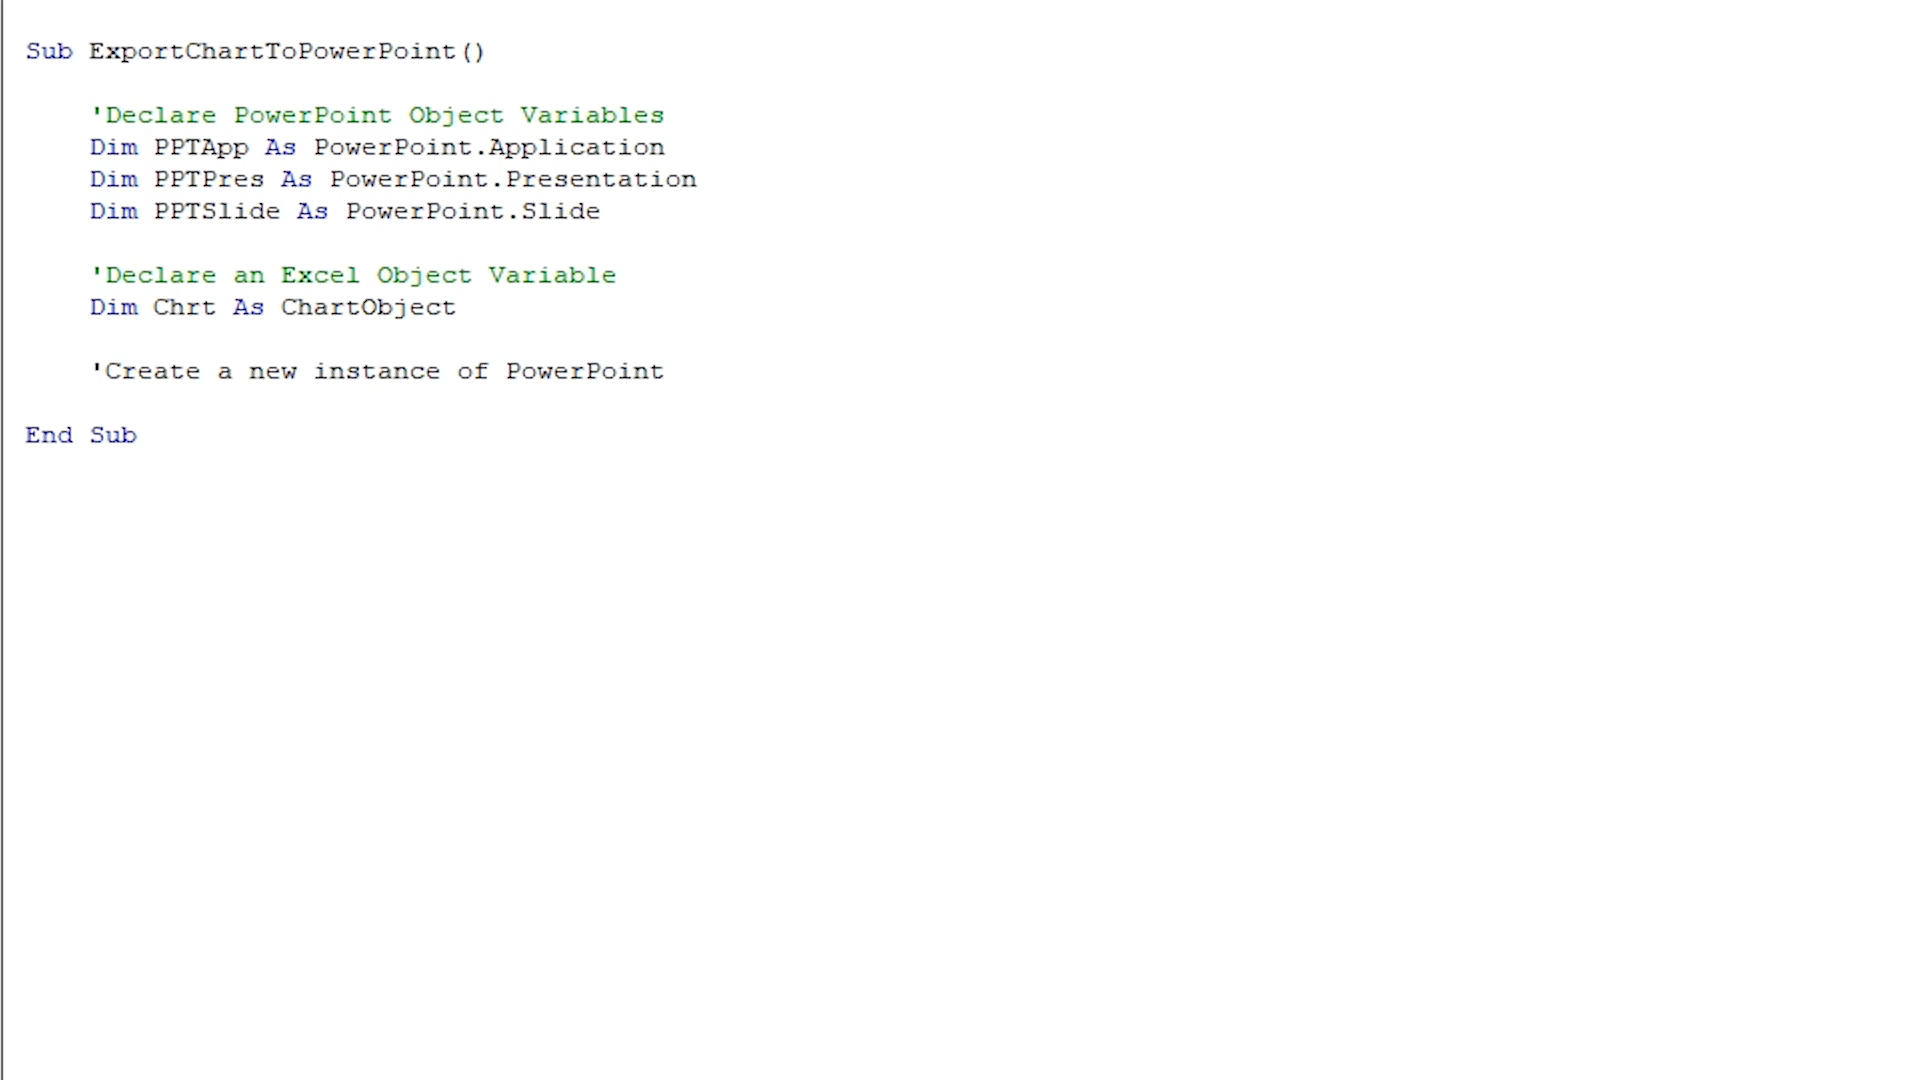 Sub ExportChartToPowerPoint()
'Declare PowerPoint Object Variables
Dim PPTApp As PowerPoint.Application
Dim PPTPres As PowerPoint.Presentation
Dim PPTSlide As PowerPoint.Slide
'Declare an Excel Object Variable
Dim Chrt As ChartObject
'Create a new instance of PowerPoint
End Sub